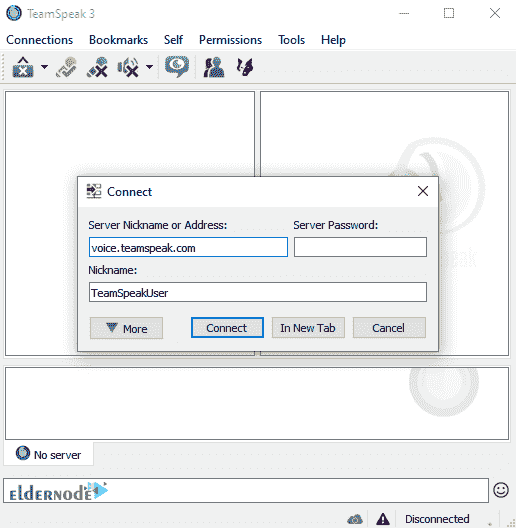 TeamSpeak 3
Connections Bookmarks Self Permissions Tools Help
Connect
Server Nickname or Address: Server Password:
voice.teamspeak.com
Nickname:
TeamSpeakUser
More Connect In New Tab Cancel
No server
eldernode
Disconnected